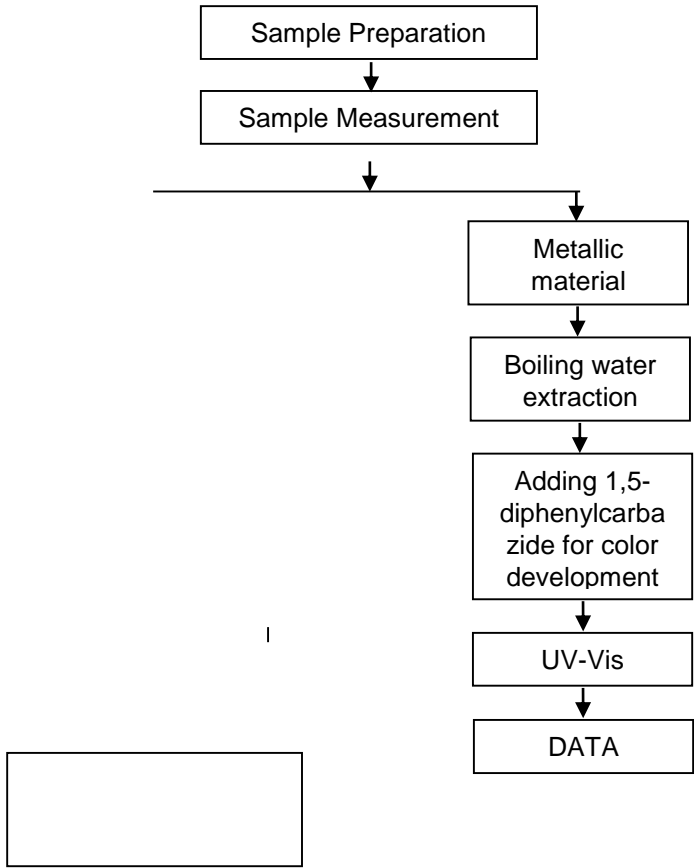 Sample Preparation
Sample Measurement
Metallic
material
Boiling water
extraction
Adding 1,5-
diphenylcarba
zide for color
development
UV-Vis
DATA